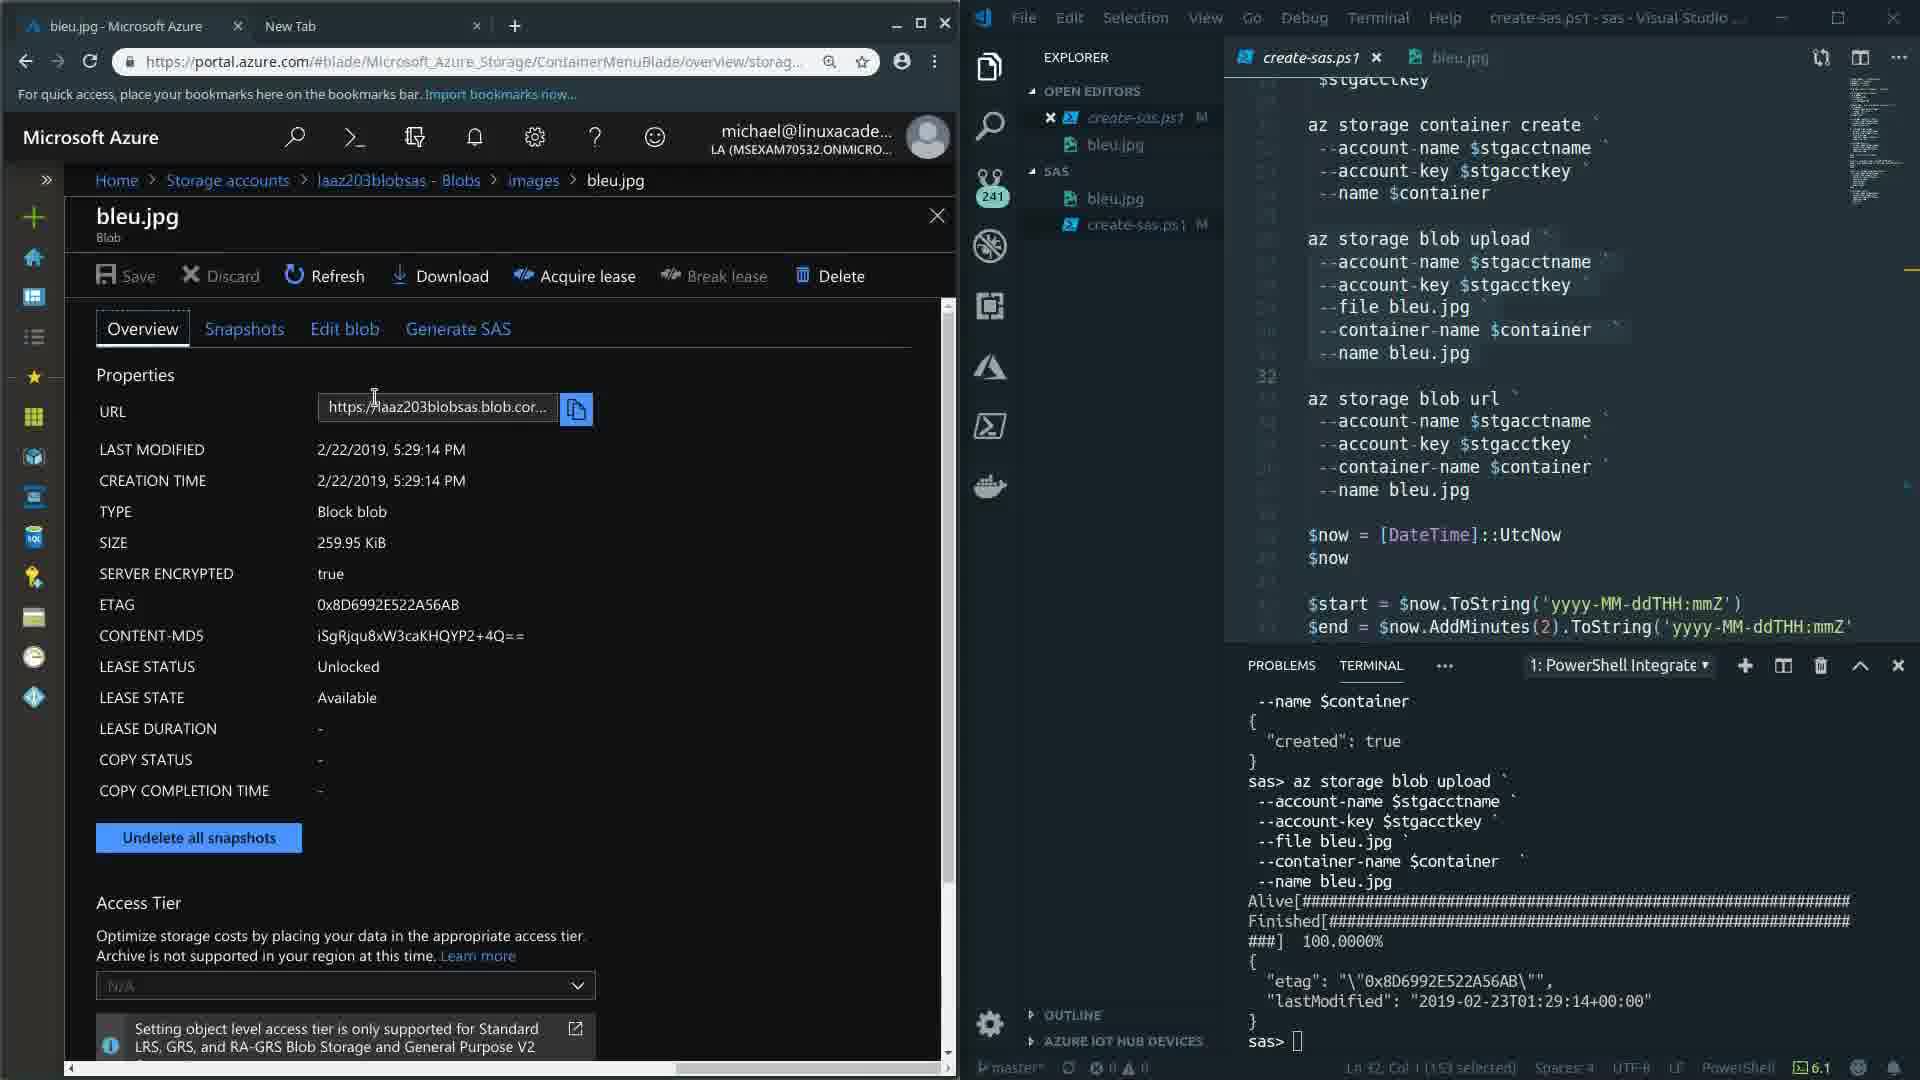 bleu.jpg - Microsoft Azure
New Tab
https://portal.azure.com/#blade/Microsoft_Azure_Storage/ContainerMenuBlade/overview/storag...
For quick access, place your bookmarks here on the bookmarks bar. Import bookmarks now...
Microsoft Azure
michael@linuxacade...
LA (MSEXAM70532.ONMICRO...
Home > Storage accounts > laaz203blobsas - Blobs > images > bleu.jpg
bleu.jpg
Blob
Save Discard Refresh Download Acquire lease Break lease Delete
Overview Snapshots Edit blob Generate SAS
Properties
URL https://laaz203blobsas.blob.cor...
LAST MODIFIED 2/22/2019, 5:29:14 PM
CREATION TIME 2/22/2019, 5:29:14 PM
TYPE Block blob
SIZE 259.95 KiB
SERVER ENCRYPTED true
ETAG 0x8D6992E522A56AB
CONTENT-MD5 iSgRjqu8xW3caKHQYP2+4Q==
LEASE STATUS Unlocked
LEASE STATE Available
LEASE DURATION -
COPY STATUS -
COPY COMPLETION TIME -
Undelete all snapshots
Access Tier
Optimize storage costs by placing your data in the appropriate access tier.
Archive is not supported in your region at this time. Learn more
N/A
Setting object level access tier is only supported for Standard
LRS, GRS, and RA-GRS Blob Storage and General Purpose V2
File Edit Selection View Go Debug Terminal Help create-sas.ps1 - sas - Visual Studio ...
EXPLORER
OPEN EDITORS
create-sas.ps1 M
bleu.jpg
SAS
bleu.jpg
create-sas.ps1 M
241
OUTLINE
AZURE IOT HUB DEVICES
create-sas.ps1 bleu.jpg
$stgacctkey
az storage container create `
--account-name $stgacctname `
--account-key $stgacctkey `
--name $container
az storage blob upload `
--account-name $stgacctname `
--account-key $stgacctkey `
--file bleu.jpg `
--container-name $container `
--name bleu.jpg
32
az storage blob url `
--account-name $stgacctname `
--account-key $stgacctkey `
--container-name $container `
--name bleu.jpg
$now = [DateTime]::UtcNow
$now
$start = $now.ToString('yyyy-MM-ddTHH:mmZ')
$end = $now.AddMinutes(2).ToString('yyyy-MM-ddTHH:mmZ'
PROBLEMS TERMINAL ... 1: PowerShell Integrate
--name $container
{
"created": true
}
sas> az storage blob upload `
--account-name $stgacctname `
--account-key $stgacctkey `
--file bleu.jpg `
--container-name $container `
--name bleu.jpg
Alive[#############################################################
Finished[##########################################################
###] 100.0000%
{
"etag": "\"0x8D6992E522A56AB\"",
"lastModified": "2019-02-23T01:29:14+00:00"
}
sas>
master* 0 0 Ln 32, Col 1 (153 selected) Spaces: 4 UTF-8 LF PowerShell 6.1